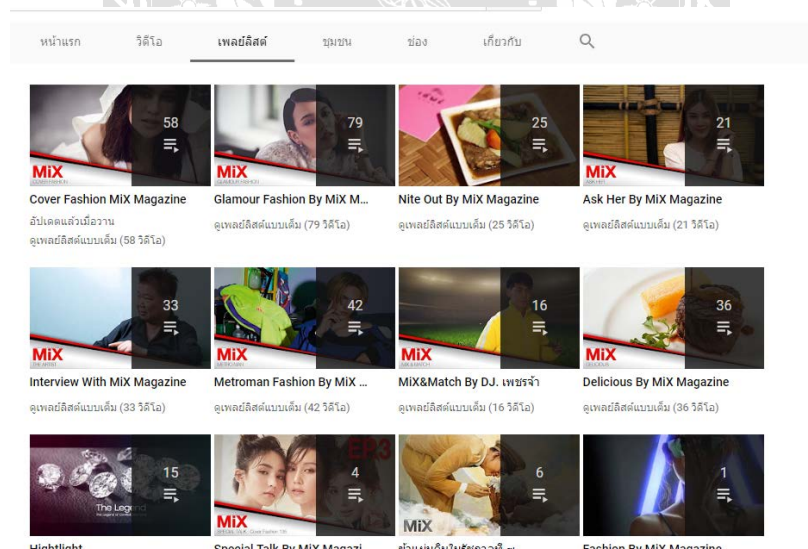 หน้าแรก วิดีโอ เพลย์ลิสต์ ชุมชน ช่อง เกี่ยวกับ
58 79 25 21
MiX MiX MiX
Cover Fashion MiX Magazine
อัปเดตแล้วเมื่อวาน
ดูเพลย์ลิสต์แบบเต็ม (58 วิดีโอ)
Glamour Fashion By MiX M...
ดูเพลย์ลิสต์แบบเต็ม (79 วิดีโอ)
Nite Out By MiX Magazine
ดูเพลย์ลิสต์แบบเต็ม (25 วิดีโอ)
Ask Her By MiX Magazine
ดูเพลย์ลิสต์แบบเต็ม (21 วิดีโอ)
33 42 16 36
MiX MiX MiX MiX
Interview With MiX Magazine
ดูเพลย์ลิสต์แบบเต็ม (33 วิดีโอ)
Metroman Fashion By MiX ...
ดูเพลย์ลิสต์แบบเต็ม (42 วิดีโอ)
MiX&Match By DJ. เพชรจ้า
ดูเพลย์ลิสต์แบบเต็ม (16 วิดีโอ)
Delicious By MiX Magazine
ดูเพลย์ลิสต์แบบเต็ม (36 วิดีโอ)
15 4 6 1
The Legend
EP3
MiX MiX
Hightlight
Special Talk By MiX Magazi...
Fashion By MiX Magazine